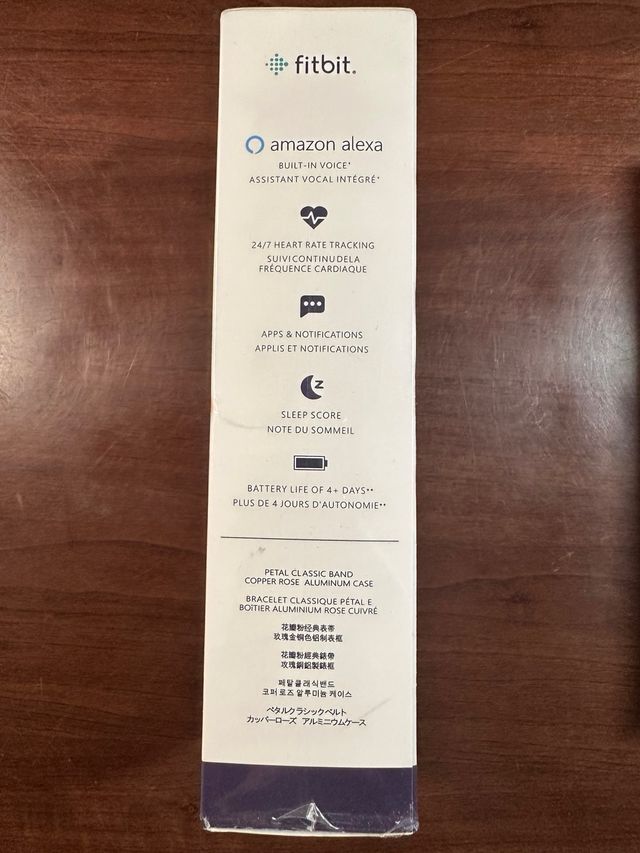 fitbit.
amazon alexa
BUILT-IN VOICE*
ASSISTANT VOCAL INTÉGRÉ*
24/7 HEART RATE TRACKING
SUIVI CONTINU DE LA
FRÉQUENCE CARDIAQUE
APPS & NOTIFICATIONS
APPLIS ET NOTIFICATIONS
Z
SLEEP SCORE
NOTE DU SOMMEIL
BATTERY LIFE OF 4+ DAYS**
PLUS DE 4 JOURS D'AUTONOMIE**
PETAL CLASSIC BAND
COPPER ROSE ALUMINUM CASE
BRACELET CLASSIQUE PÉTALE
BOÎTIER ALUMINIUM ROSE CUIVRÉ
花瓣粉经典表带
玫瑰金铜色铝制表框
花瓣粉經典錶帶
玫瑰銅鋁製錶框
페탈 클래식 밴드
코퍼 로즈 알루미늄 케이스
ペタルクラシックベルト
カッパーローズ アルミニウムケース